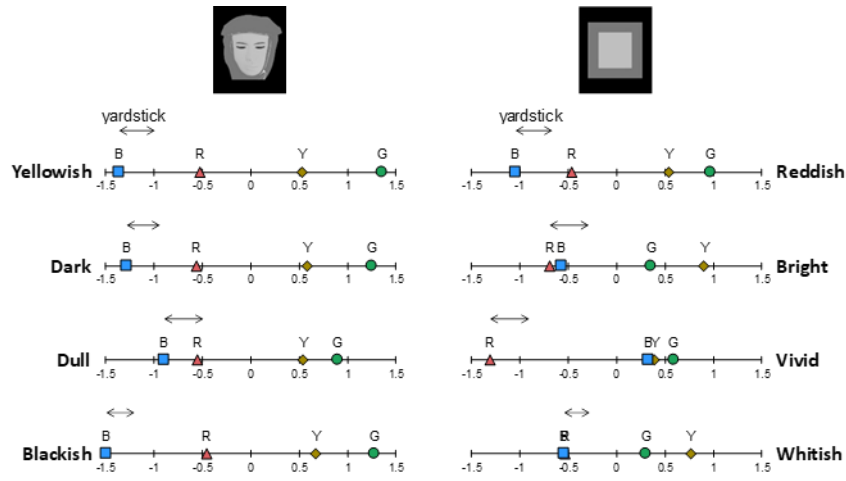 yardstick yardstick
B R Y G B R Y G
Yellowish Reddish
-1.5 -1 -0.5 0 0.5 1 1.5 -1.5 -1 -0.5 0 0.5 1 1.5
B R Y G R B G Y
Dark Bright
-1.5 -1 -0.5 0 0.5 1 1.5 -1.5 -1 -0.5 0 0.5 1 1.5
B R Y G R B Y G
Dull Vivid
-1.5 -1 -0.5 0 0.5 1 1.5 -1.5 -1 -0.5 0 0.5 1 1.5
B R Y G B R G Y
Blackish Whitish
-1.5 -1 -0.5 0 0.5 1 1.5 -1.5 -1 -0.5 0 0.5 1 1.5